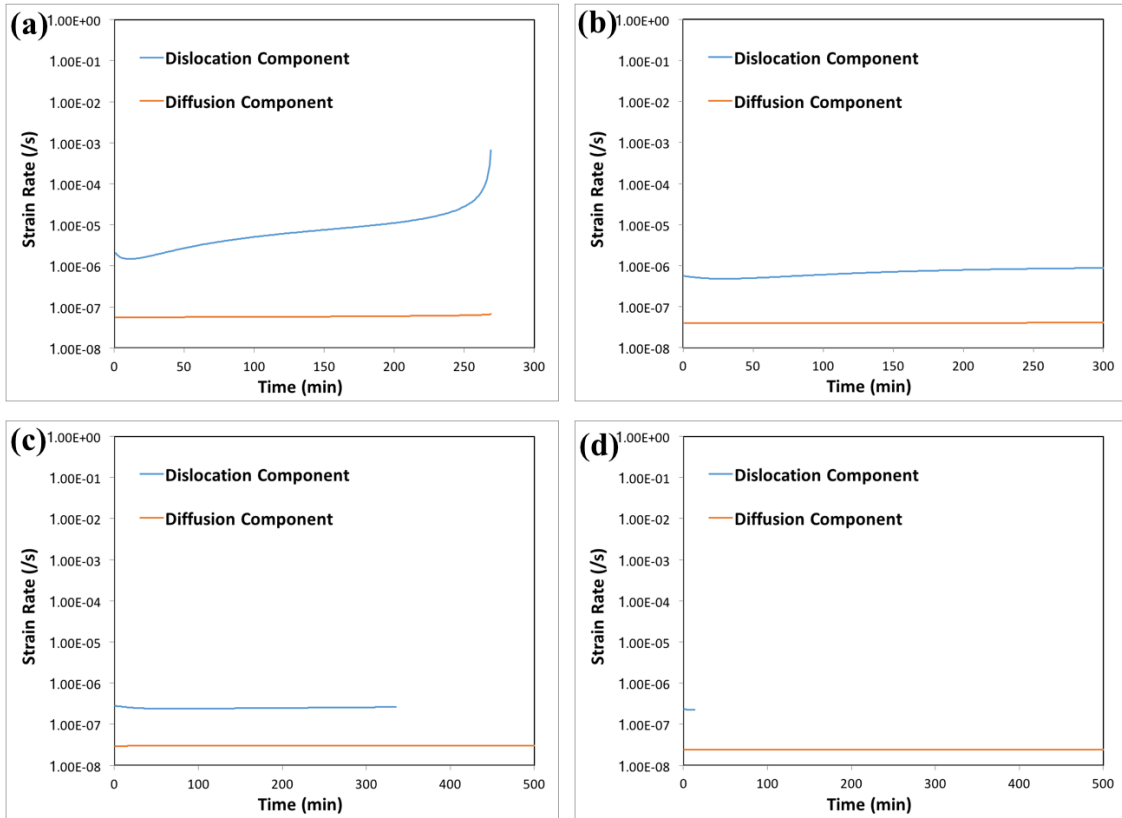 (a)
1.00E+00
1.00E-01
1.00E-02
1.00E-03
1.00E-04
1.00E-05
1.00E-06
1.00E-07
1.00E-08
Strain Rate (/s)
Dislocation Component
Diffusion Component
0 50 100 150 200 250 300
Time (min)
(b)
1.00E+00
1.00E-01
1.00E-02
1.00E-03
1.00E-04
1.00E-05
1.00E-06
1.00E-07
1.00E-08
Strain Rate (/s)
Dislocation Component
Diffusion Component
0 50 100 150 200 250 300
Time (min)
(c)
1.00E+00
1.00E-01
1.00E-02
1.00E-03
1.00E-04
1.00E-05
1.00E-06
1.00E-07
1.00E-08
Strain Rate (/s)
Dislocation Component
Diffusion Component
0 100 200 300 400 500
Time (min)
(d)
1.00E+00
1.00E-01
1.00E-02
1.00E-03
1.00E-04
1.00E-05
1.00E-06
1.00E-07
1.00E-08
Strain Rate (/s)
Dislocation Component
Diffusion Component
0 100 200 300 400 500
Time (min)